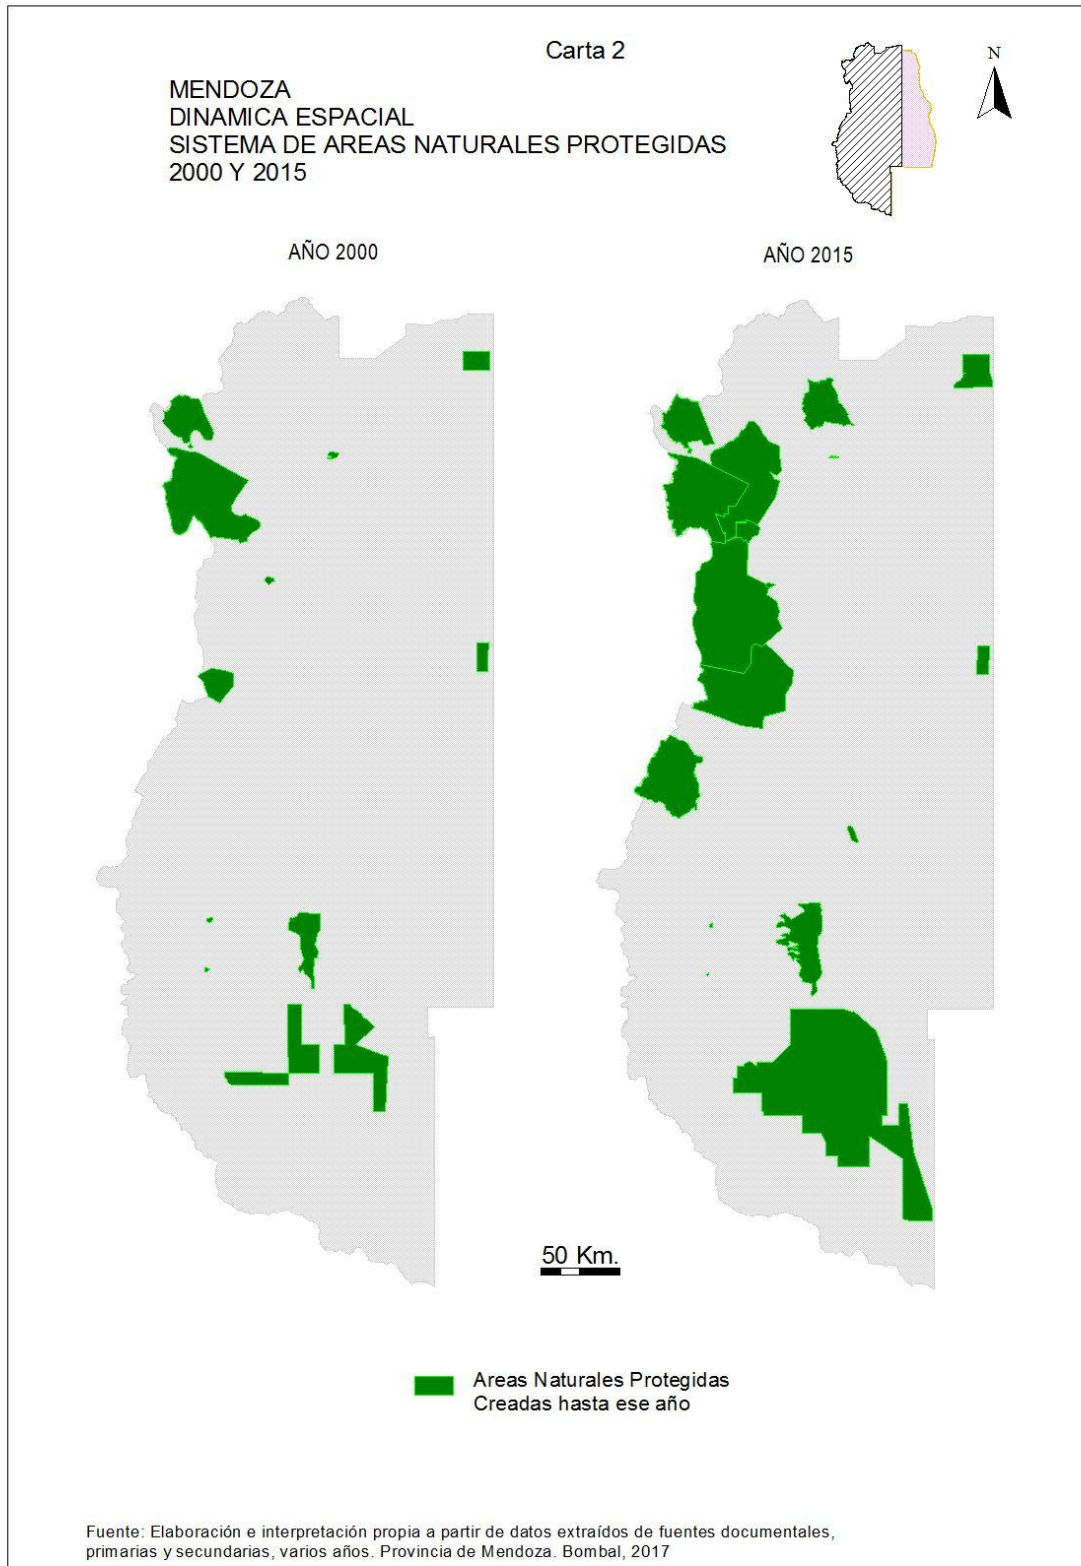 Carta 2
MENDOZA
DINAMICA ESPACIAL
SISTEMA DE AREAS NATURALES PROTEGIDAS
2000 Y 2015
N
AÑO 2000
AÑO 2015
50 Km.
Areas Naturales Protegidas
Creadas hasta ese año
Fuente: Elaboración e interpretación propia a partir de datos extraídos de fuentes documentales,
primarias y secundarias, varios años. Provincia de Mendoza. Bombal, 2017